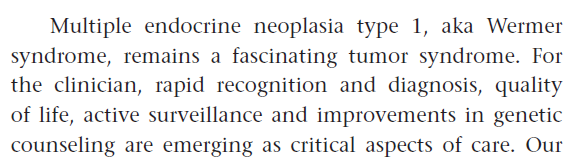 Multiple endocrine neoplasia type 1, aka Wermer
syndrome, remains a fascinating tumor syndrome. For
the clinician, rapid recognition and diagnosis, quality
of life, active surveillance and improvements in genetic
counseling are emerging as critical aspects of care. Our